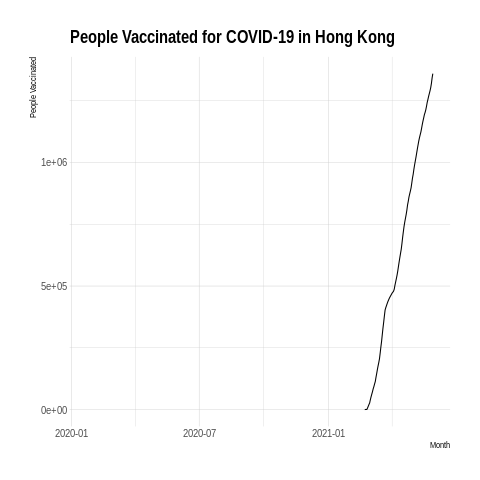 People Vaccinated for COVID-19 in Hong Kong
People Vaccinated
1e+06
5e+05
0e+00
2020-01
2020-07
2021-01
Month